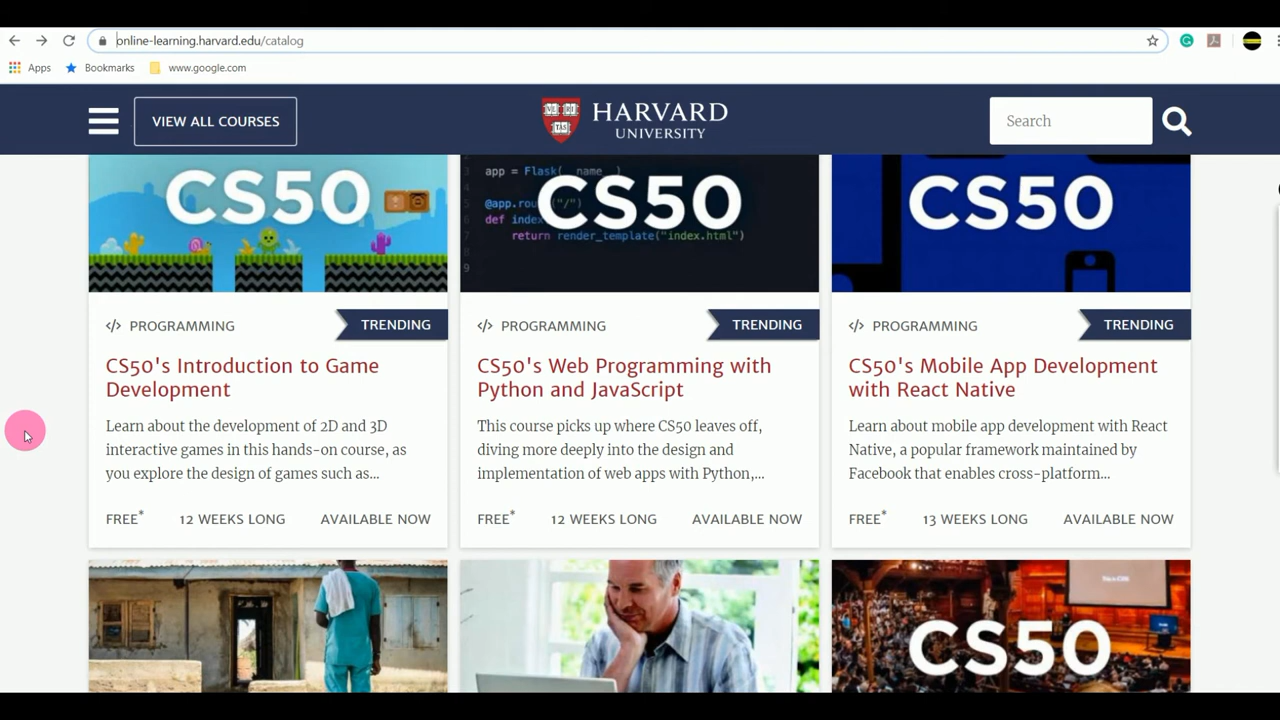 online-learning.harvard.edu/catalog
Apps Bookmarks www.google.com
VIEW ALL COURSES
HARVARD
UNIVERSITY
Search
CS50
3 app = Flask(__name__)
5 @app.rou ("/")
6 def index
7 return render_template("index.html")
8
9
CS50
CS50
PROGRAMMING TRENDING
CS50's Introduction to Game
Development
Learn about the development of 2D and 3D
interactive games in this hands-on course, as
you explore the design of games such as...
FREE* 12 WEEKS LONG AVAILABLE NOW
PROGRAMMING TRENDING
CS50's Web Programming with
Python and JavaScript
This course picks up where CS50 leaves off,
diving more deeply into the design and
implementation of web apps with Python,...
FREE* 12 WEEKS LONG AVAILABLE NOW
PROGRAMMING TRENDING
CS50's Mobile App Development
with React Native
Learn about mobile app development with React
Native, a popular framework maintained by
Facebook that enables cross-platform...
FREE* 13 WEEKS LONG AVAILABLE NOW
CS50